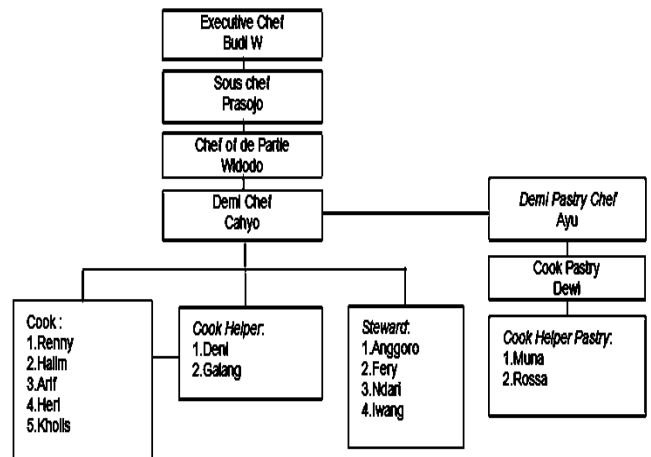 Executive Chef
Budi W
Sous chef
Prasojo
Chef of de Partie
Widodo
Demi Chef
Cahyo
Demi Pastry Chef
Ayu
Cook Pastry
Dewi
Cook :
1.Renny
2.Halim
3.Arif
4.Heri
5.Kholis
Cook Helper:
1.Deni
2.Galang
Steward:
1.Anggoro
2.Fery
3.Ndari
4.Iwang
Cook Helper Pastry:
1.Muna
2.Rossa